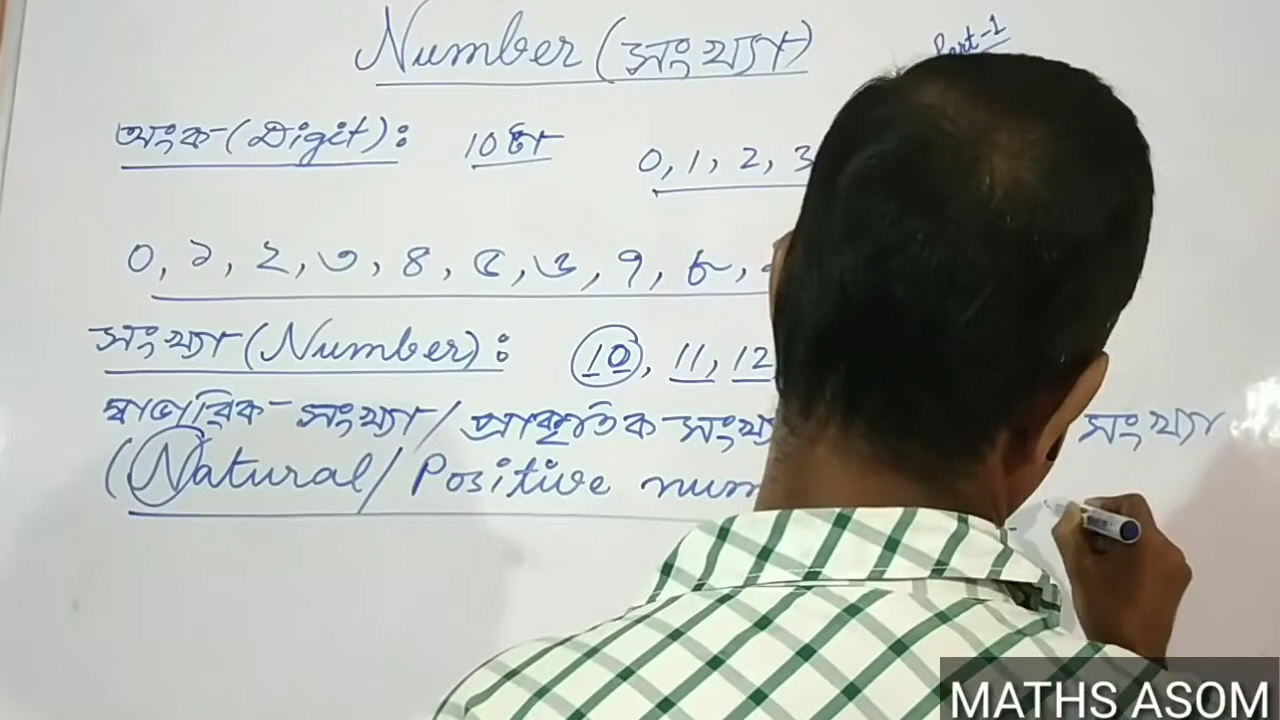 Number (সংখ্যা)
Part-1
অংক (Digit): 10 টা
0, 1, 2, 3
0, ১, ২, ৩, ৪, ৫, ৬, ৭, ৮,
সংখ্যা (Number): 10, 11, 12
স্বাভাৱিক সংখ্যা / প্ৰাকৃতিক সংখ্যা সংখ্যা
(Natural / Positive num
MATHS ASOM